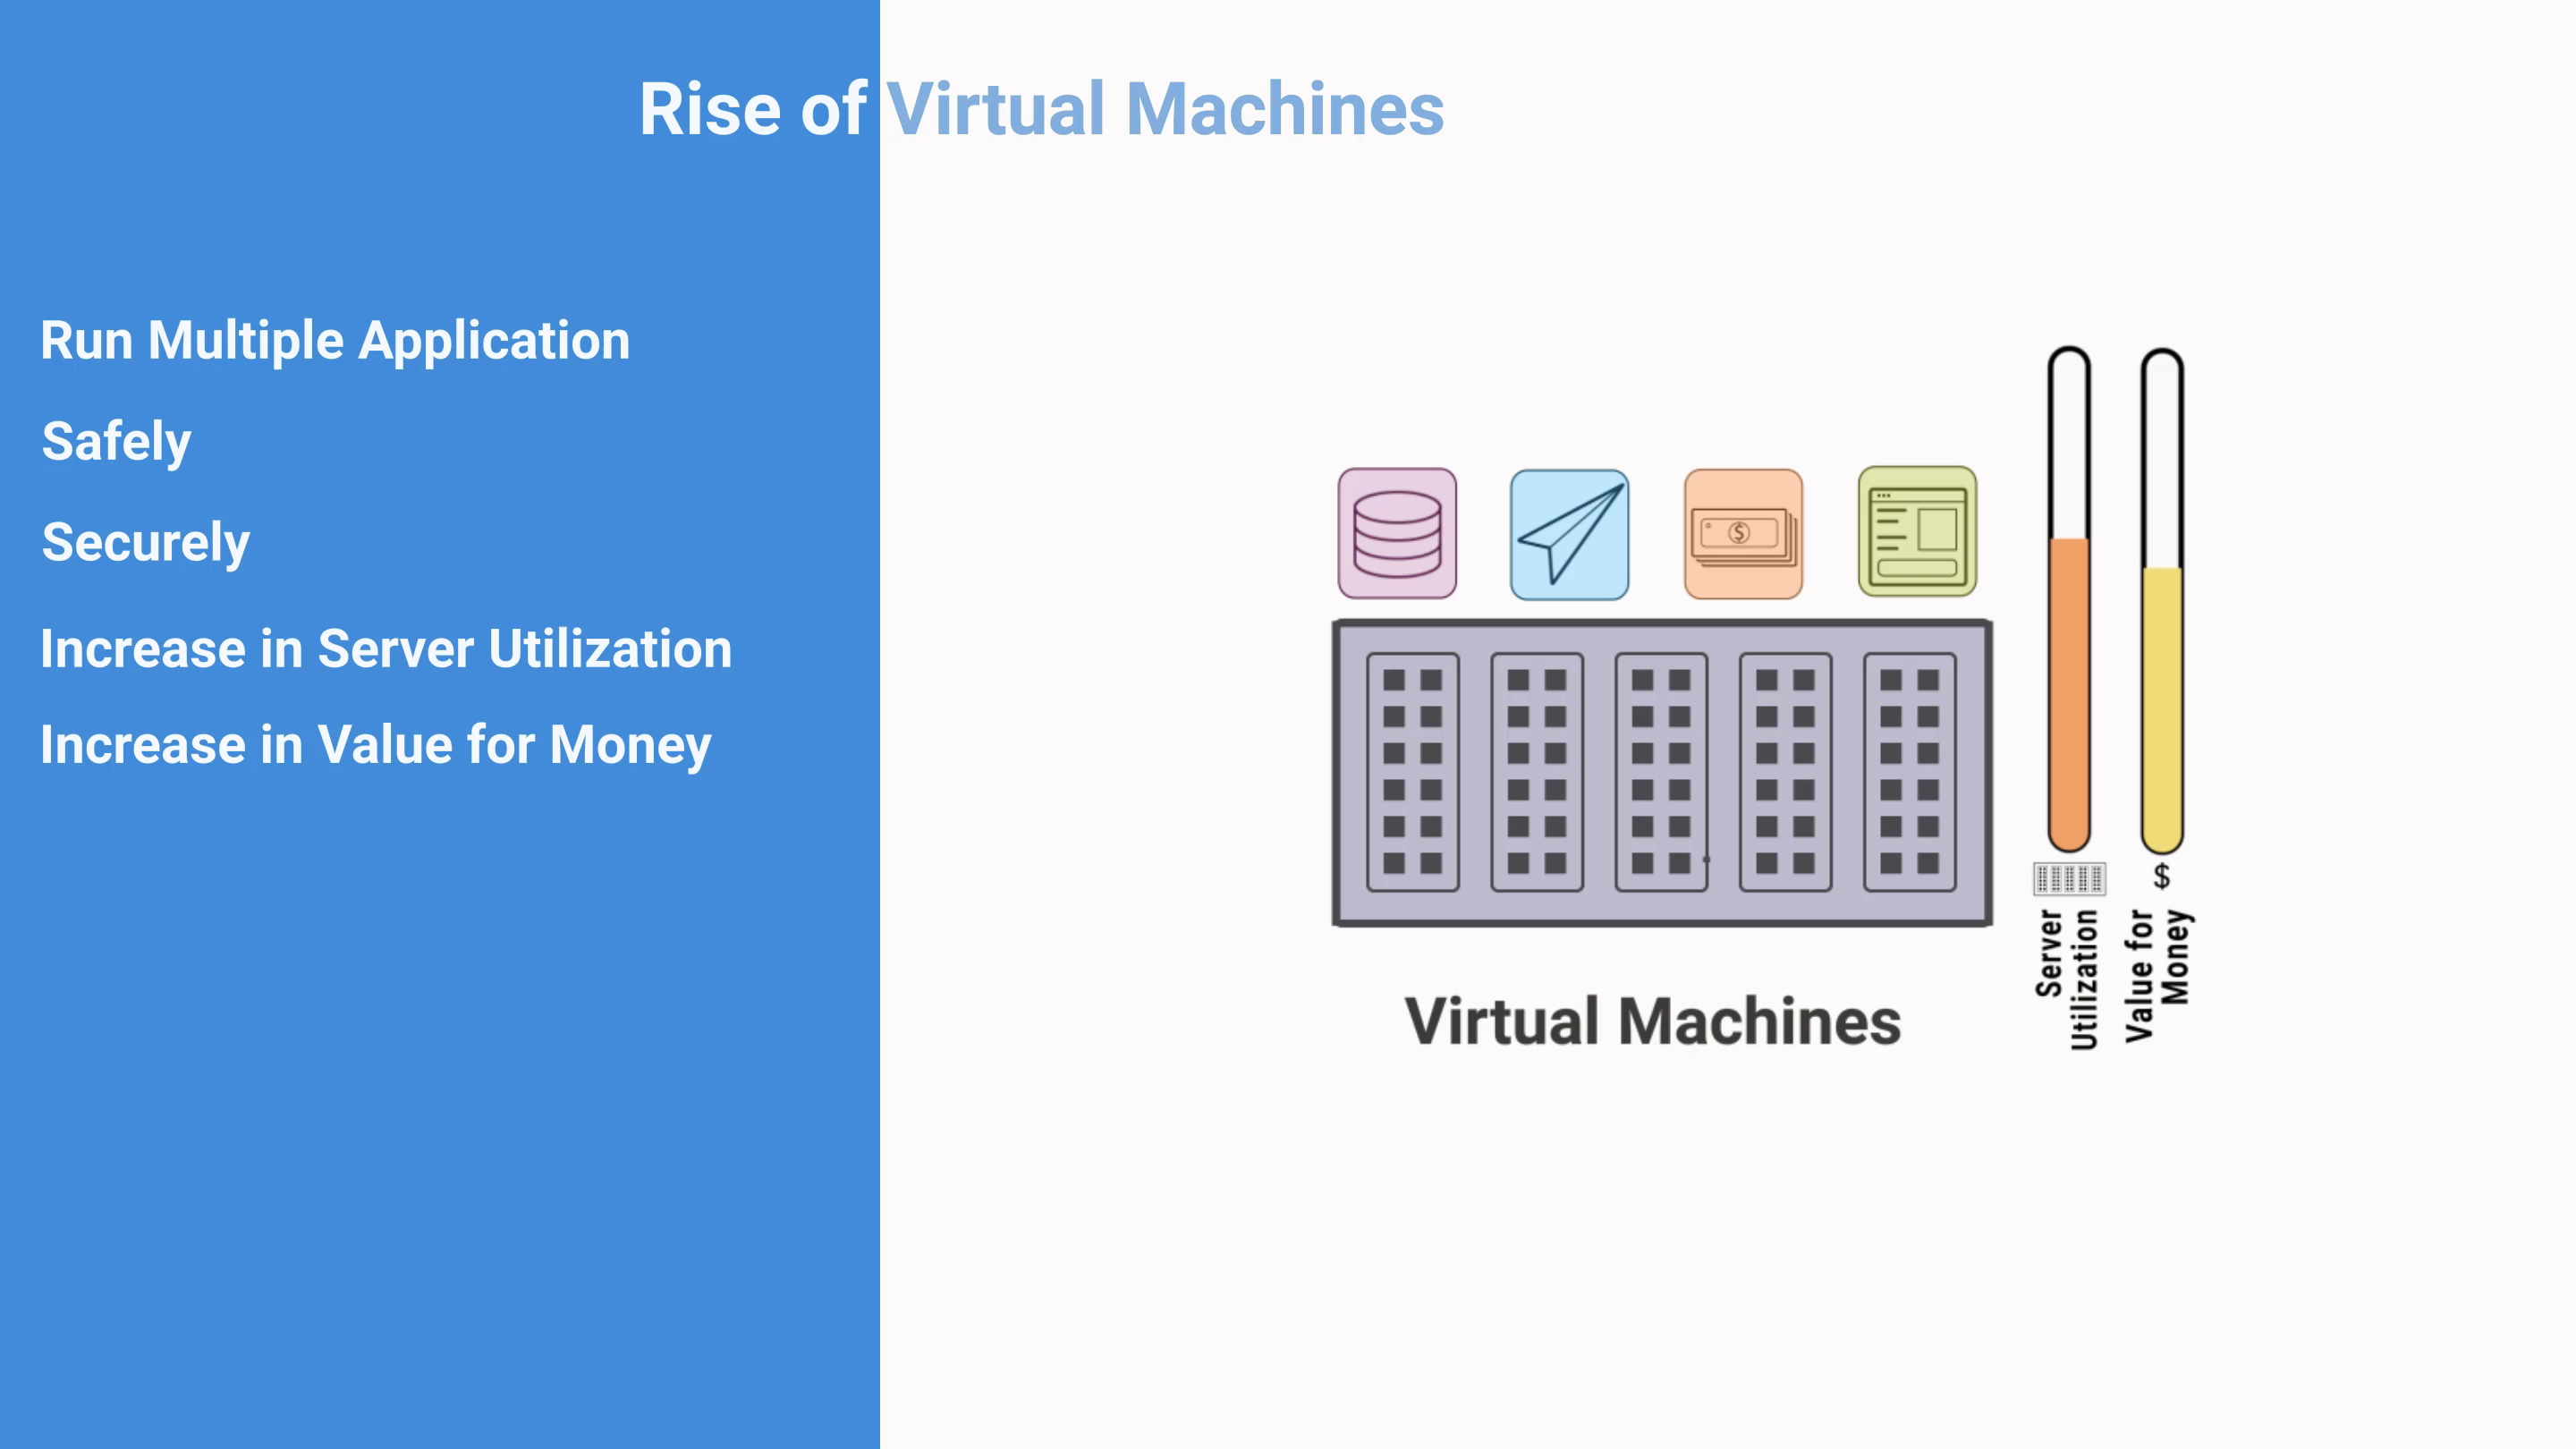 Rise of Virtual Machines
Run Multiple Application
Safely
Securely
Increase in Server Utilization
Increase in Value for Money
$
$
Server
Utilization
Value for
Money
Virtual Machines